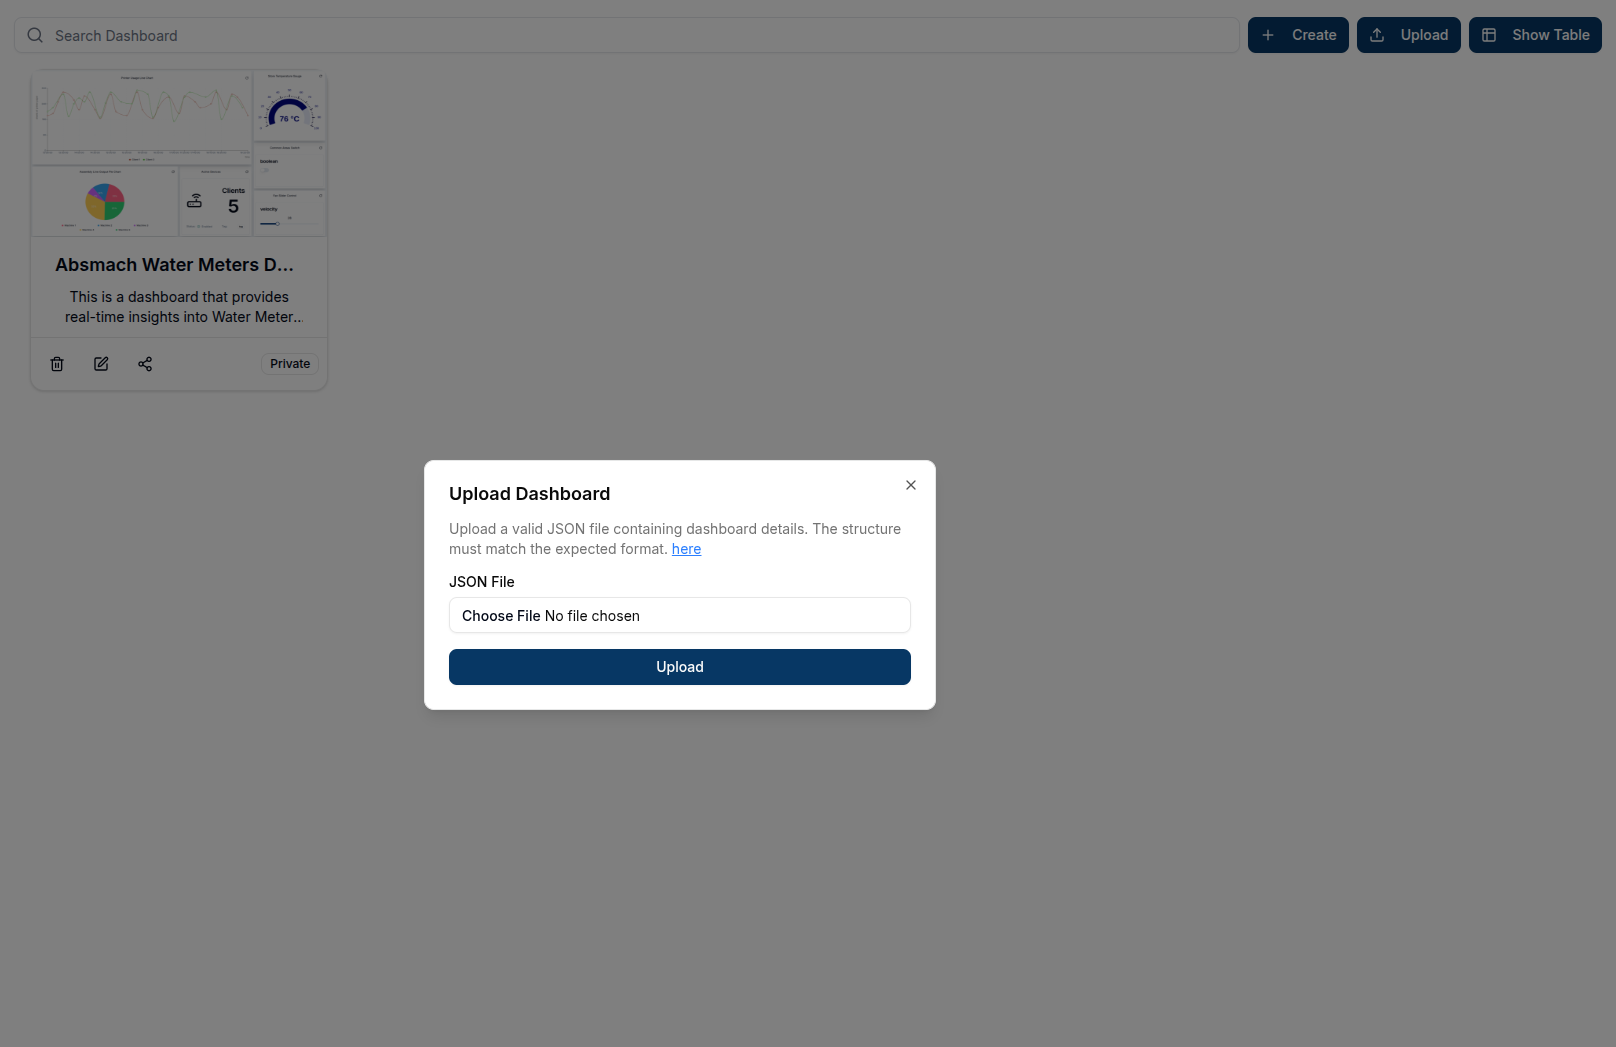 Search Dashboard
Create
Upload
Show Table
76 °C
boolean
Clients
5
velocity
Absmach Water Meters D...
This is a dashboard that provides
real-time insights into Water Meter...
Private
Upload Dashboard
Upload a valid JSON file containing dashboard details. The structure
must match the expected format. here
JSON File
Choose File No file chosen
Upload